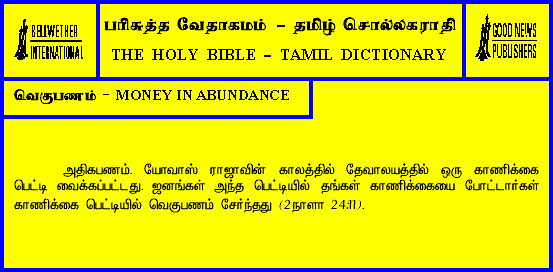 BELLWETHER
INTERNATIONAL
பரிசுத்த வேதாகமம் - தமிழ் சொல்லகராதி
THE HOLY BIBLE - TAMIL DICTIONARY
GOOD NEWS
PUBLISHERS
வெகுபணம் - MONEY IN ABUNDANCE
அதிகபணம். யோவாஸ் ராஜாவின் காலத்தில் தேவாலயத்தில் ஒரு காணிக்கை
பெட்டி வைக்கப்பட்டது. ஜனங்கள் அந்த பெட்டியில் தங்கள் காணிக்கையை போட்டார்கள்
காணிக்கை பெட்டியில் வெகுபணம் சேர்ந்தது (2நாளா 24:11).